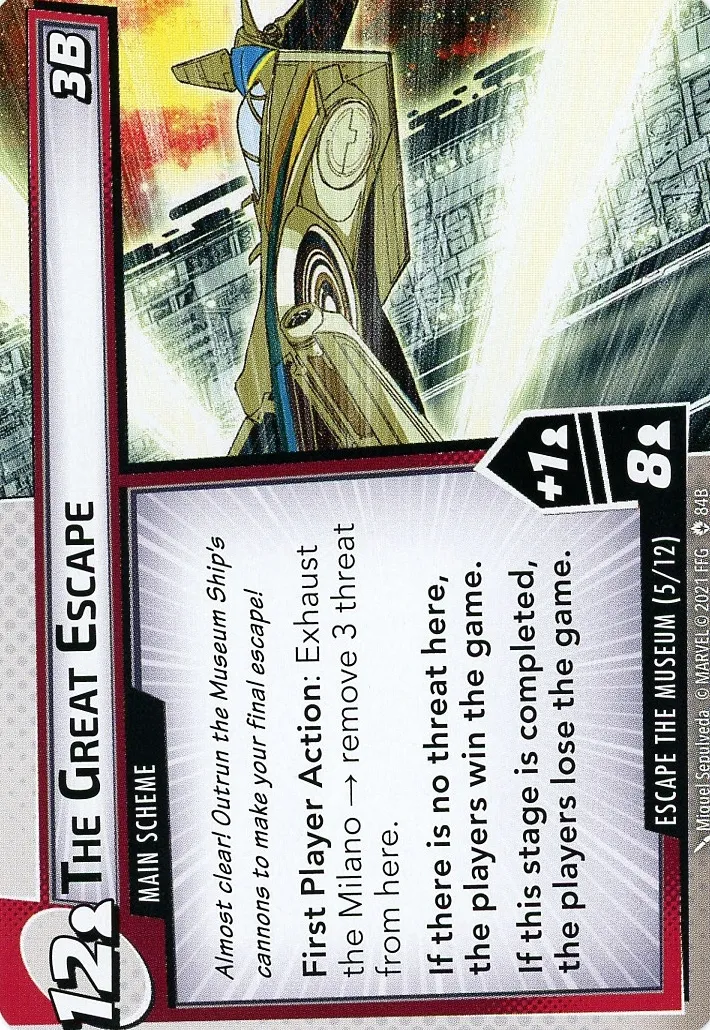 12
THE GREAT ESCAPE
3B
MAIN SCHEME
Almost clear! Outrun the Museum Ship's
cannons to make your final escape!
First Player Action: Exhaust
the Milano → remove 3 threat
from here.
If there is no threat here,
the players win the game.
If this stage is completed,
the players lose the game.
+1
8
ESCAPE THE MUSEUM (5/12)
Miguel Sepulveda © MARVEL © 2021 FFG 84B